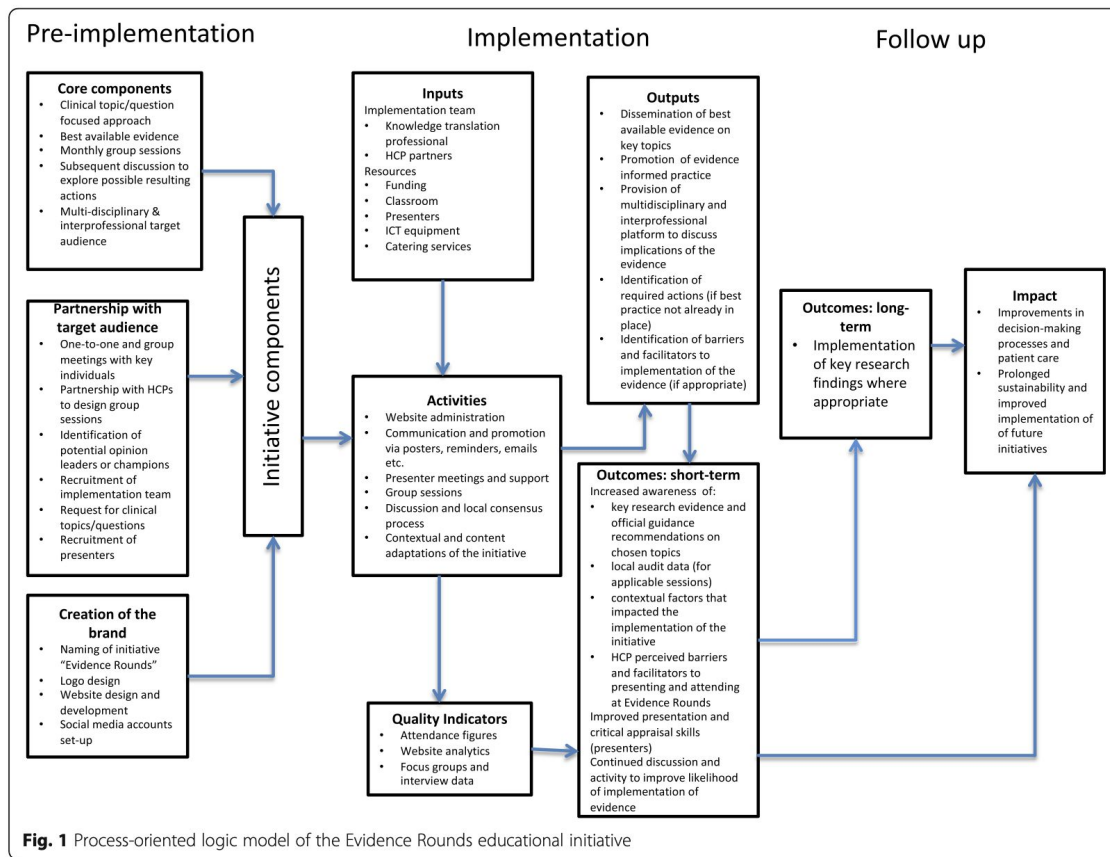 Pre-implementation
Implementation
Follow up
Core components
• Clinical topic/question
focused approach
• Best available evidence
• Monthly group sessions
• Subsequent discussion to
explore possible resulting
actions
• Multi-disciplinary &
interprofessional target
audience
Partnership with
target audience
• One-to-one and group
meetings with key
individuals
• Partnership with HCPs
to design group
sessions
• Identification of
potential opinion
leaders or champions
• Recruitment of
implementation team
• Request for clinical
topics/questions
• Recruitment of
presenters
Creation of the
brand
• Naming of initiative
“Evidence Rounds”
• Logo design
• Website design and
development
• Social media accounts
set-up
Initiative components
Inputs
Implementation team
• Knowledge translation
professional
• HCP partners
Resources
• Funding
• Classroom
• Presenters
• ICT equipment
• Catering services
Activities
• Website administration
• Communication and promotion
via posters, reminders, emails
etc.
• Presenter meetings and support
• Group sessions
• Discussion and local consensus
process
• Contextual and content
adaptations of the initiative
Quality Indicators
• Attendance figures
• Website analytics
• Focus groups and
interview data
Outputs
• Dissemination of best
available evidence on
key topics
• Promotion of evidence
informed practice
• Provision of
multidisciplinary and
interprofessional
platform to discuss
implications of the
evidence
• Identification of
required actions (if best
practice not already in
place)
• Identification of barriers
and facilitators to
implementation of the
evidence (if appropriate)
Outcomes: short-term
Increased awareness of:
• key research evidence and
official guidance
recommendations on
chosen topics
• local audit data (for
applicable sessions)
• contextual factors that
impacted the
implementation of the
initiative
• HCP perceived barriers
and facilitators to
presenting and attending
at Evidence Rounds
Improved presentation and
critical appraisal skills
(presenters)
Continued discussion and
activity to improve likelihood
of implementation of
evidence
Outcomes: long-
term
• Implementation
of key research
findings where
appropriate
Impact
• Improvements in
decision-making
processes and
patient care
• Prolonged
sustainability and
improved
implementation of
of future
initiatives
Fig. 1 Process-oriented logic model of the Evidence Rounds educational initiative